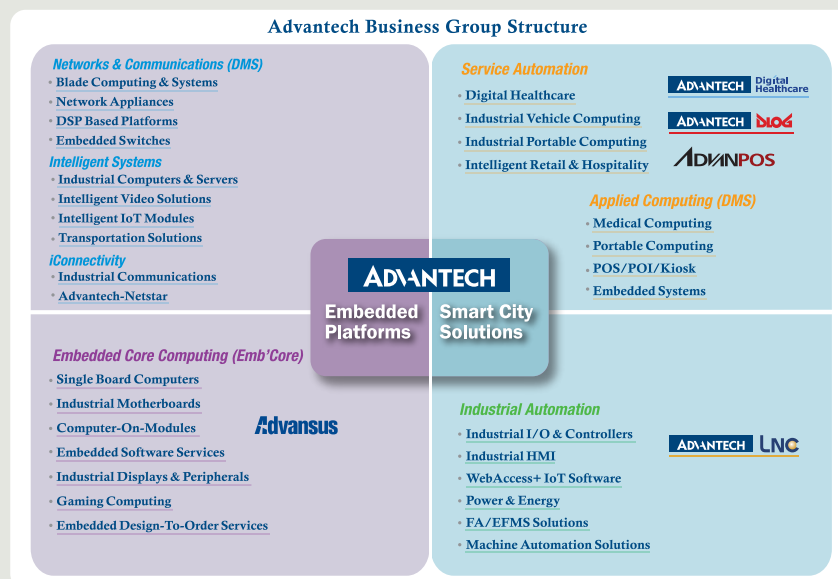 Advantech Business Group Structure
Networks & Communications (DMS)
• Blade Computing & Systems
• Network Appliances
• DSP Based Platforms
• Embedded Switches
Intelligent Systems
• Industrial Computers & Servers
• Intelligent Video Solutions
• Intelligent IoT Modules
• Transportation Solutions
iConnectivity
• Industrial Communications
• Advantech-Netstar
Service Automation
• Digital Healthcare
• Industrial Vehicle Computing
• Industrial Portable Computing
• Intelligent Retail & Hospitality
ADVANTECH Digital Healthcare
ADVANTECH DLOG
ADVANPOS
Applied Computing (DMS)
• Medical Computing
• Portable Computing
• POS/POI/Kiosk
• Embedded Systems
ADVANTECH
Embedded Platforms
Smart City Solutions
Embedded Core Computing (Emb'Core)
• Single Board Computers
• Industrial Motherboards
• Computer-On-Modules
• Embedded Software Services
• Industrial Displays & Peripherals
• Gaming Computing
• Embedded Design-To-Order Services
Advansus
Industrial Automation
• Industrial I/O & Controllers
• Industrial HMI
• WebAccess+ IoT Software
• Power & Energy
• FA/EFMS Solutions
• Machine Automation Solutions
ADVANTECH LNC